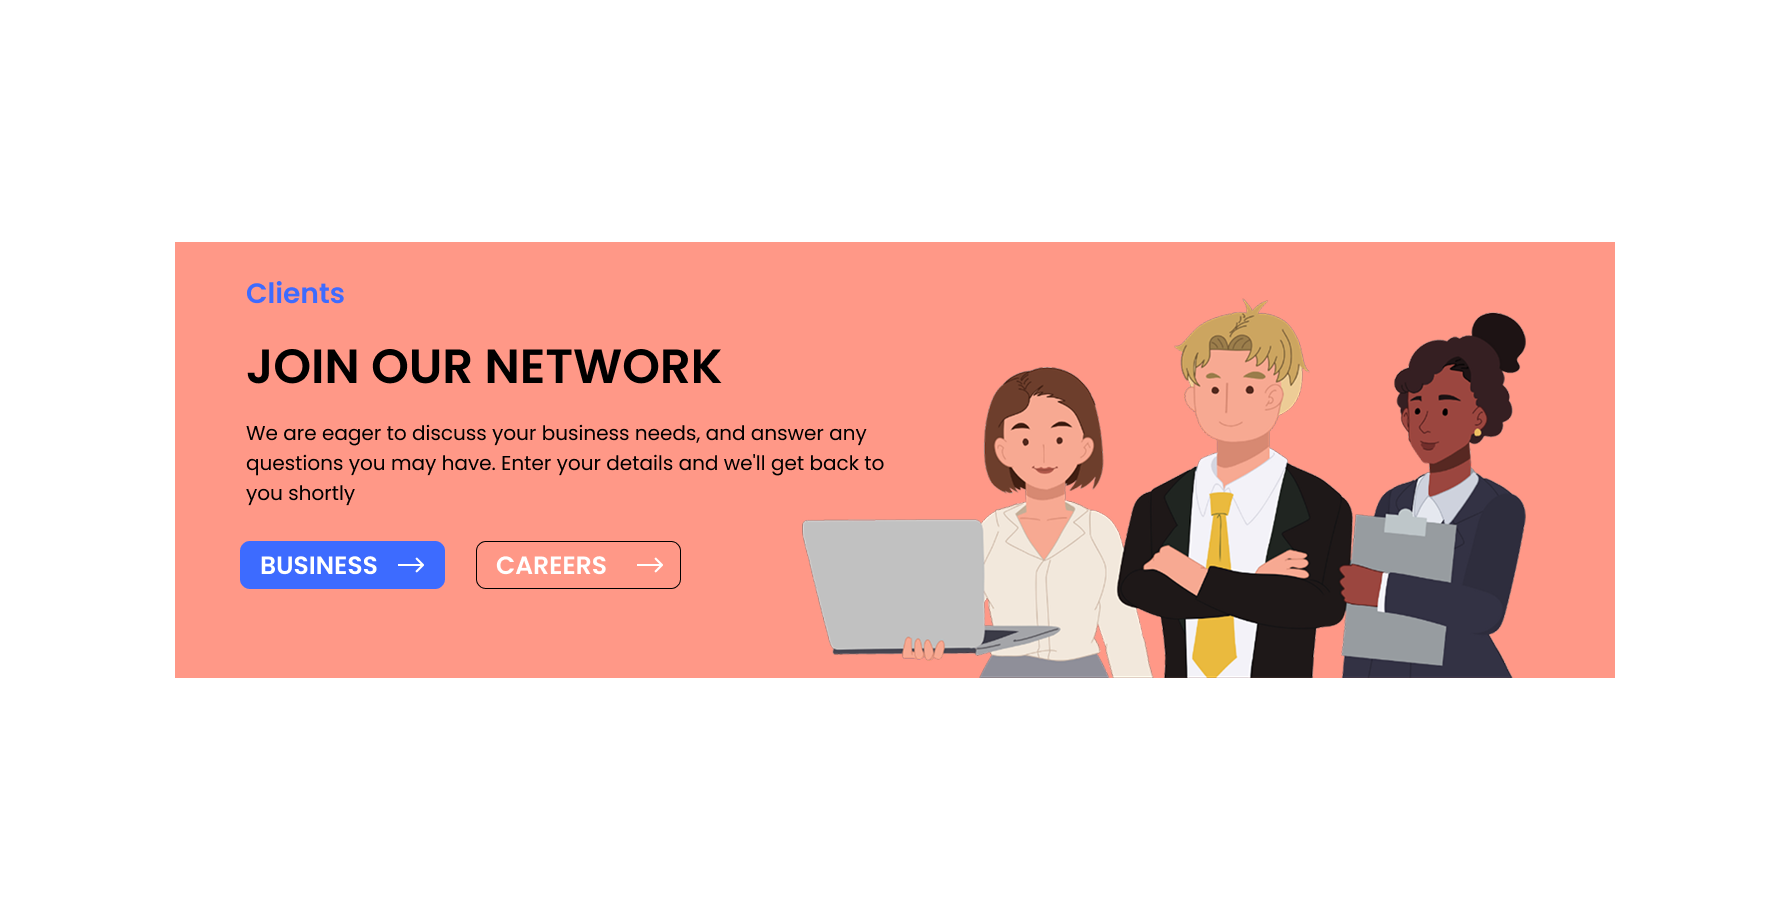 Clients
JOIN OUR NETWORK
We are eager to discuss your business needs, and answer any
questions you may have. Enter your details and we'll get back to
you shortly
BUSINESS
CAREERS